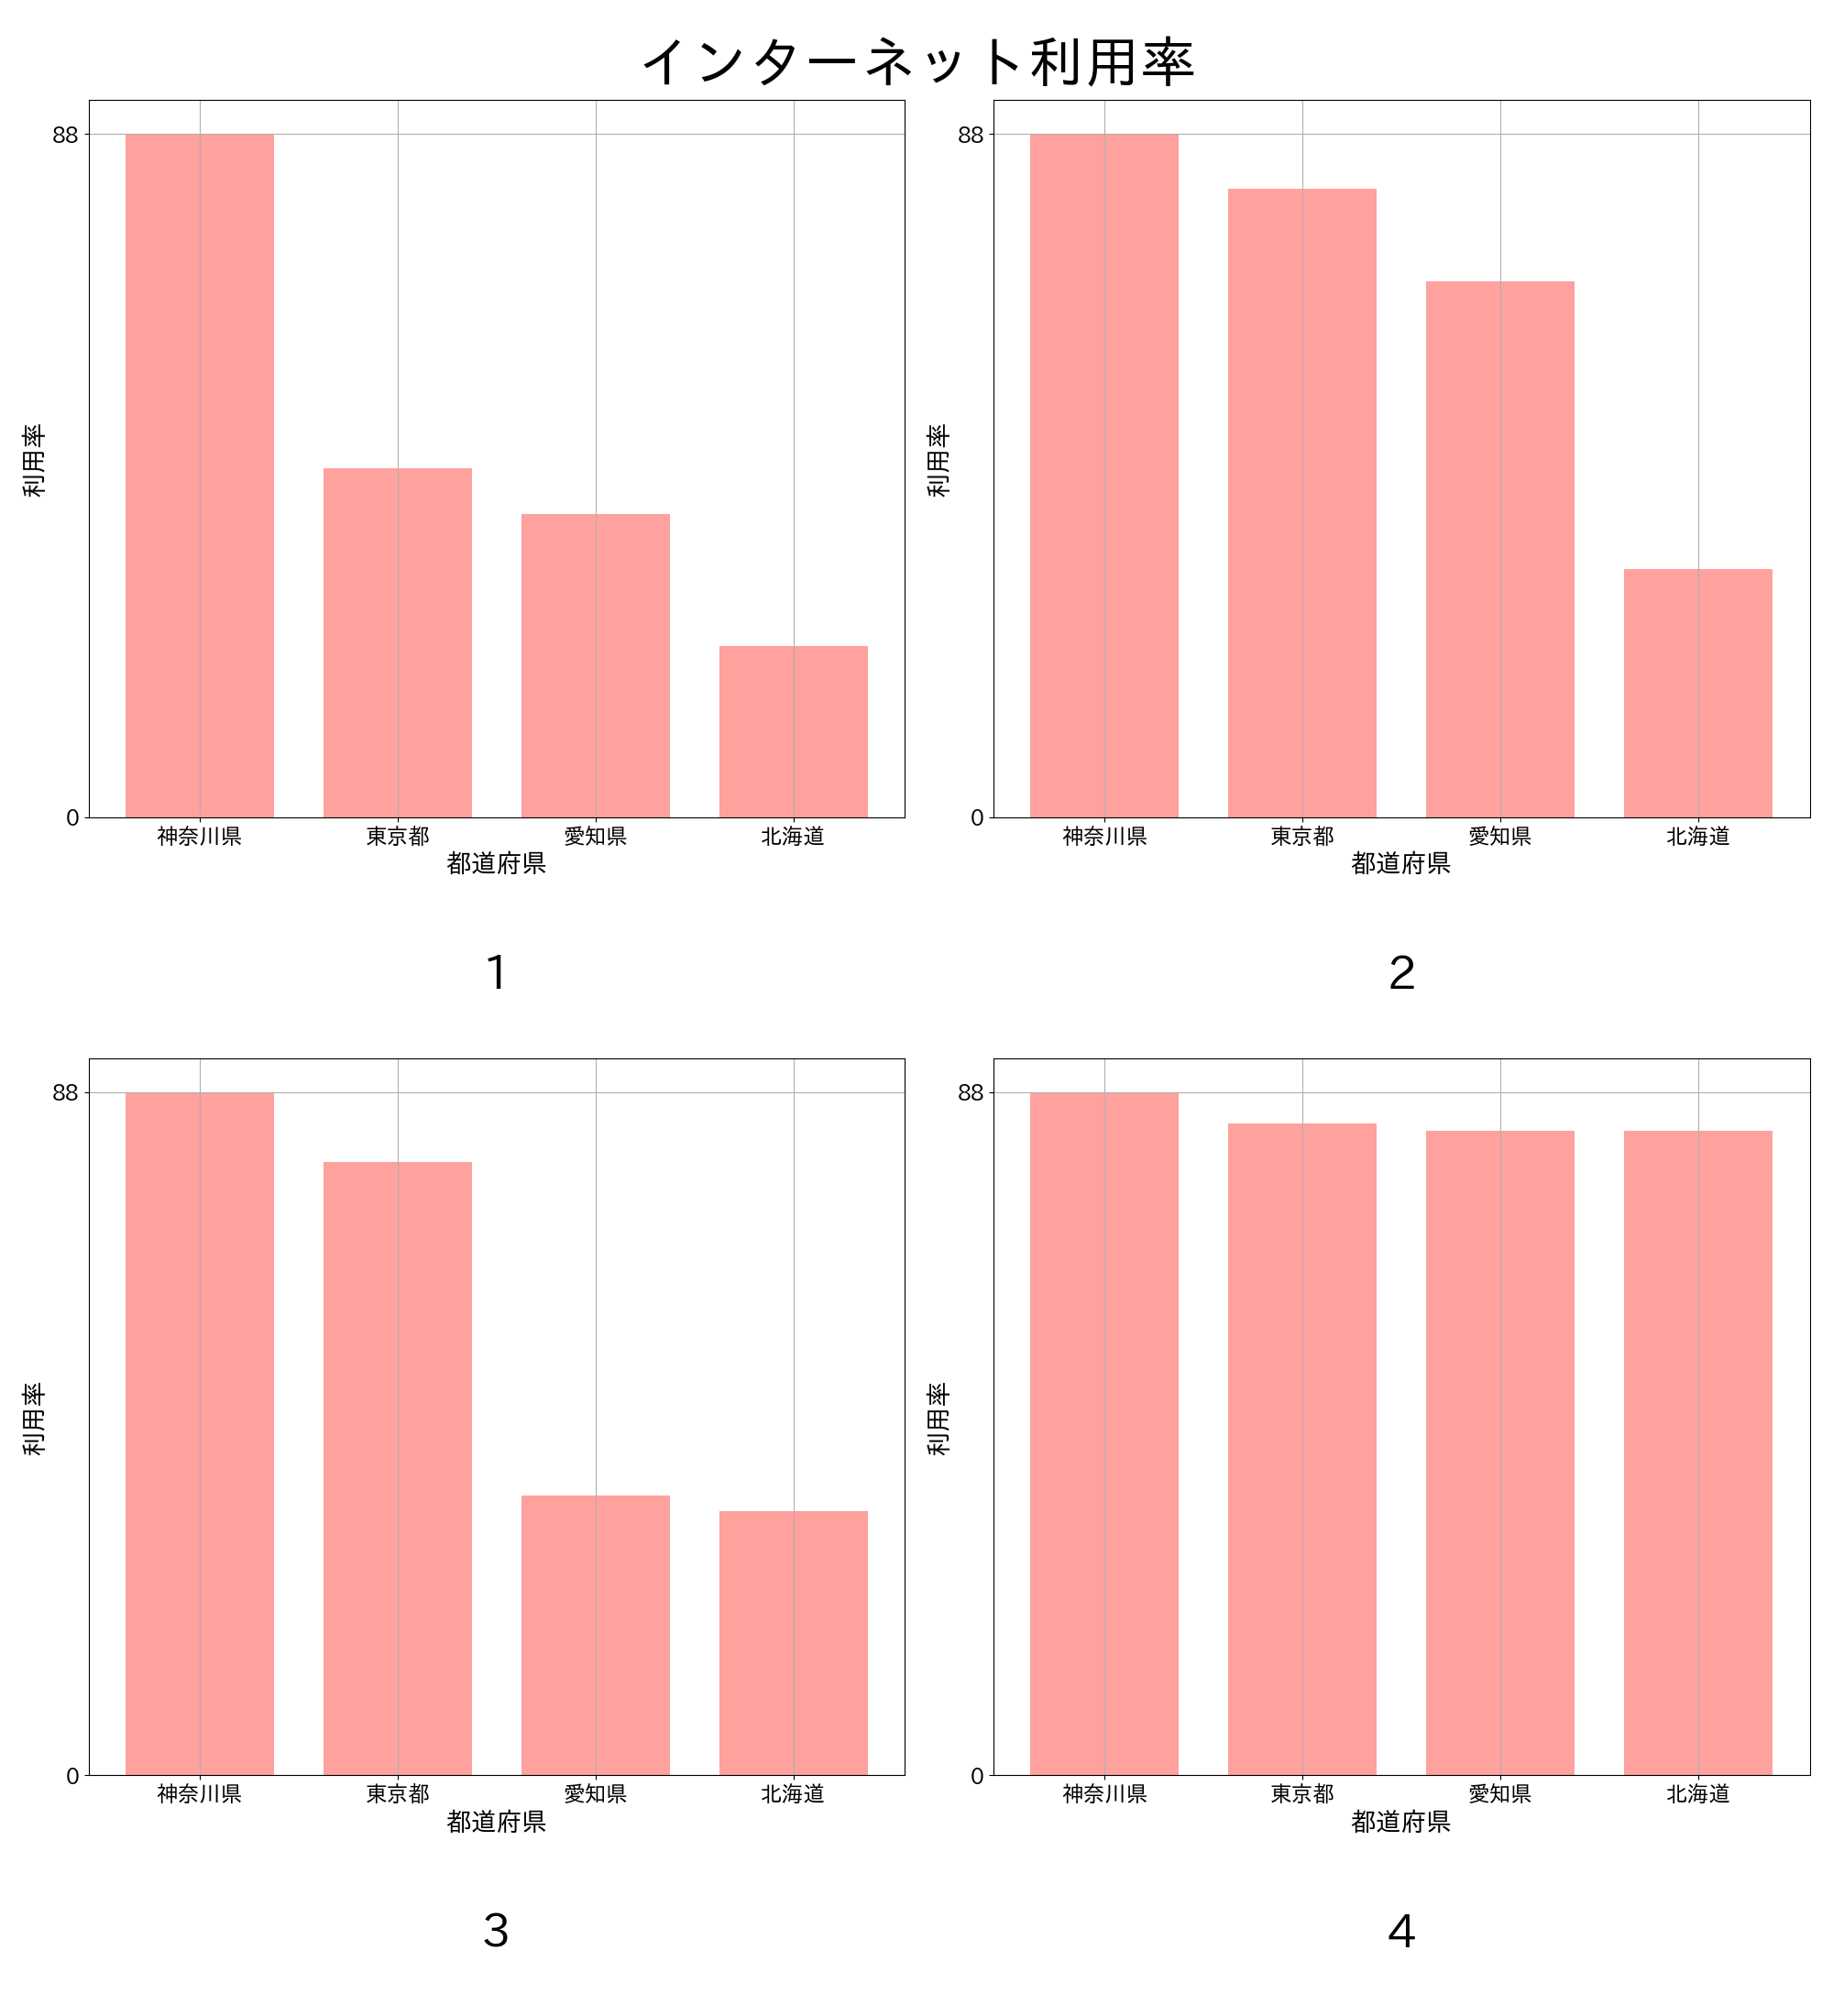 インターネット利用率
88
0
利用率
神奈川県 東京都 愛知県 北海道
都道府県
1
88
0
利用率
神奈川県 東京都 愛知県 北海道
都道府県
2
88
0
利用率
神奈川県 東京都 愛知県 北海道
都道府県
3
88
0
利用率
神奈川県 東京都 愛知県 北海道
都道府県
4